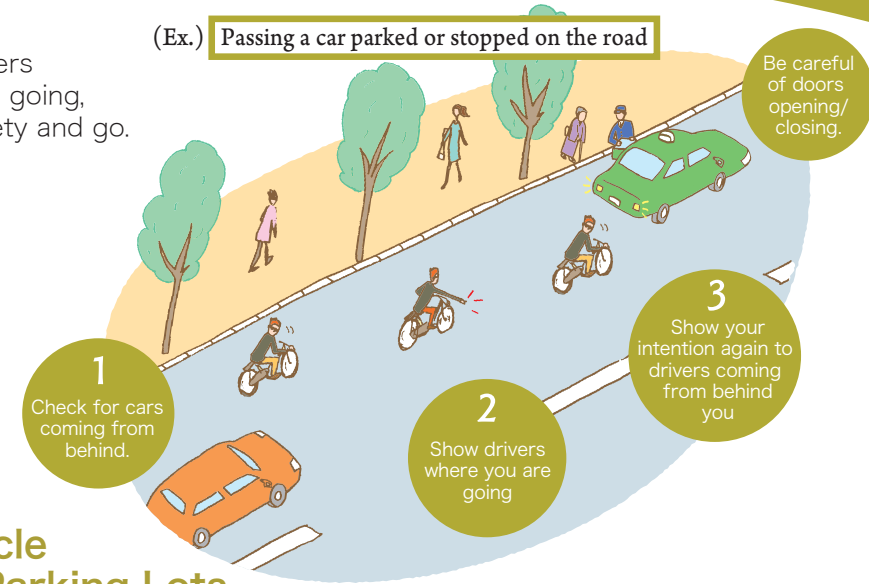 (Ex.) Passing a car parked or stopped on the road
going,
ety and go.
Be careful
of doors
opening/
closing.
1
Check for cars
coming from
behind.
2
Show drivers
where you are
going
3
Show your
intention again to
drivers coming
from behind
you
Parking Lots